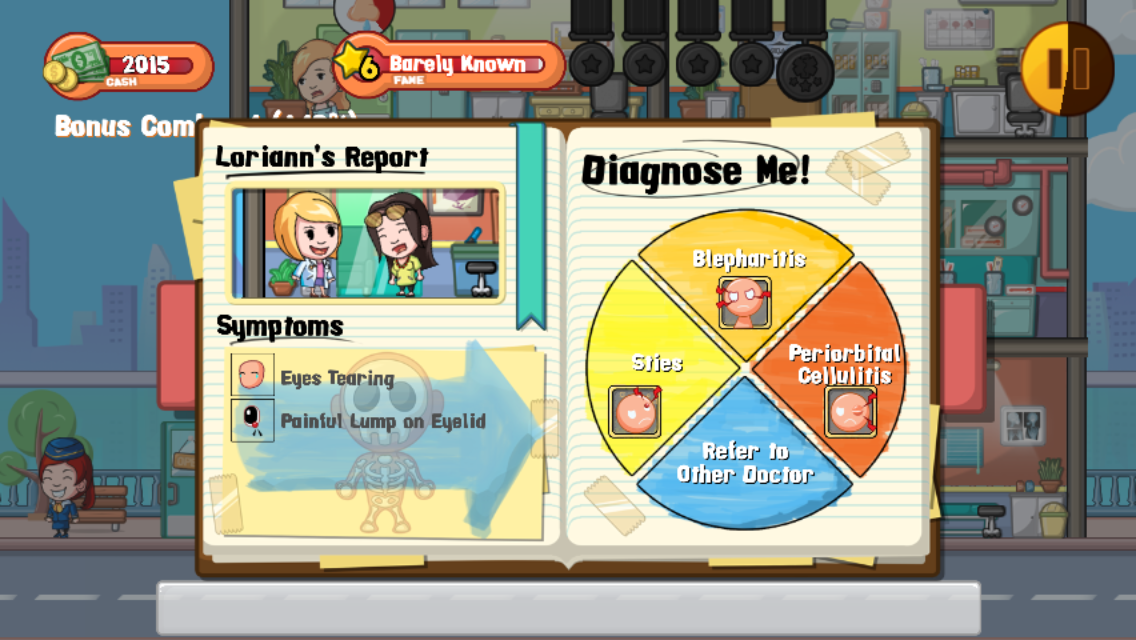 2015
CASH
6
Barely Known
FAME
Bonus Com
Loriann's Report
Symptoms
Eyes Tearing
Painful Lump on Eyelid
Diagnose Me!
Blepharitis
Sties
Periorbital
Cellulitis
Refer to
Other Doctor